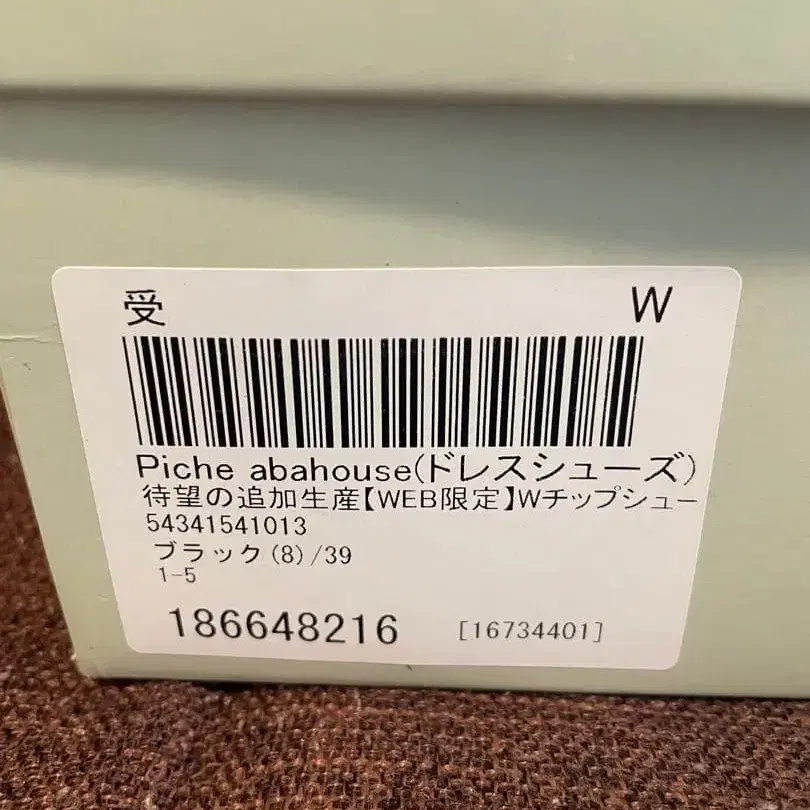 受 W
Piche abahouse(ドレスシューズ)
待望の追加生産【WEB限定】Wチップシュー
54341541013
ブラック(8)/39
1-5
186648216 [16734401]